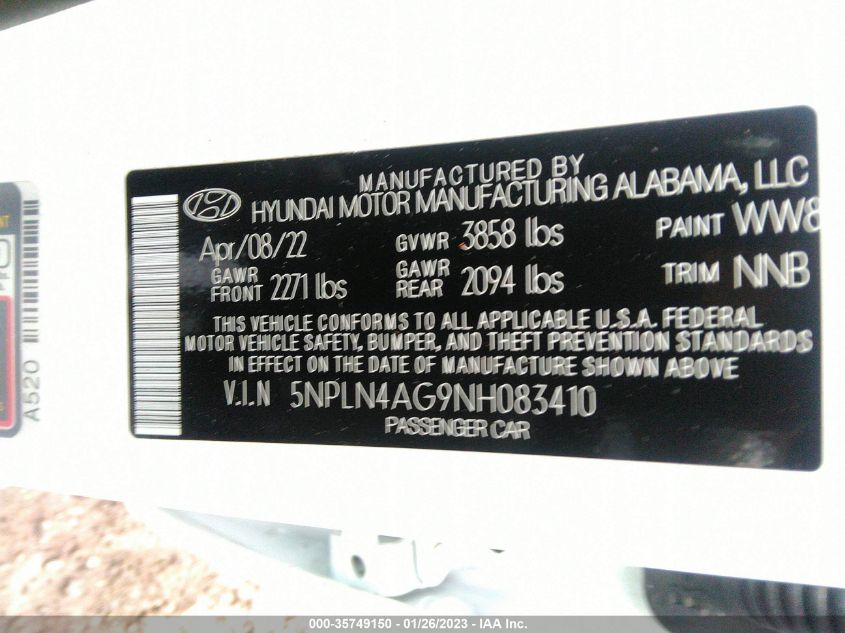 MANUFACTURED BY
HYUNDAI MOTOR MANUFACTURING ALABAMA, LLC
Apr/08/22 GVWR 3858 lbs PAINT WW8
GAWR FRONT 2271 lbs GAWR REAR 2094 lbs TRIM NNB
THIS VEHICLE CONFORMS TO ALL APPLICABLE U.S.A. FEDERAL
MOTOR VEHICLE SAFETY, BUMPER, AND THEFT PREVENTION STANDARDS
IN EFFECT ON THE DATE OF MANUFACTURE SHOWN ABOVE
V.I.N 5NPLN4AG9NH083410
PASSENGER CAR
A520
000-35749150 - 01/26/2023 - IAA Inc.